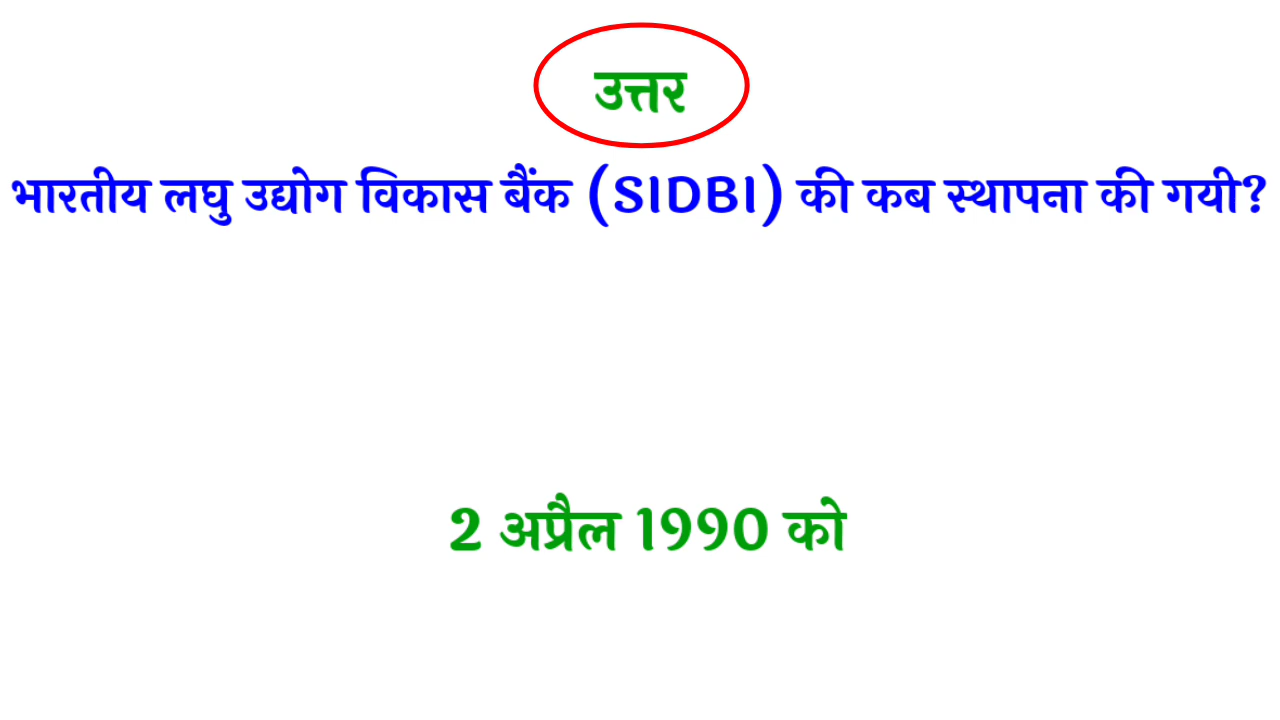 उत्तर
भारतीय लघु उद्योग विकास बैंक (SIDBI) की कब स्थापना की गयी?
2 अप्रैल 1990 को